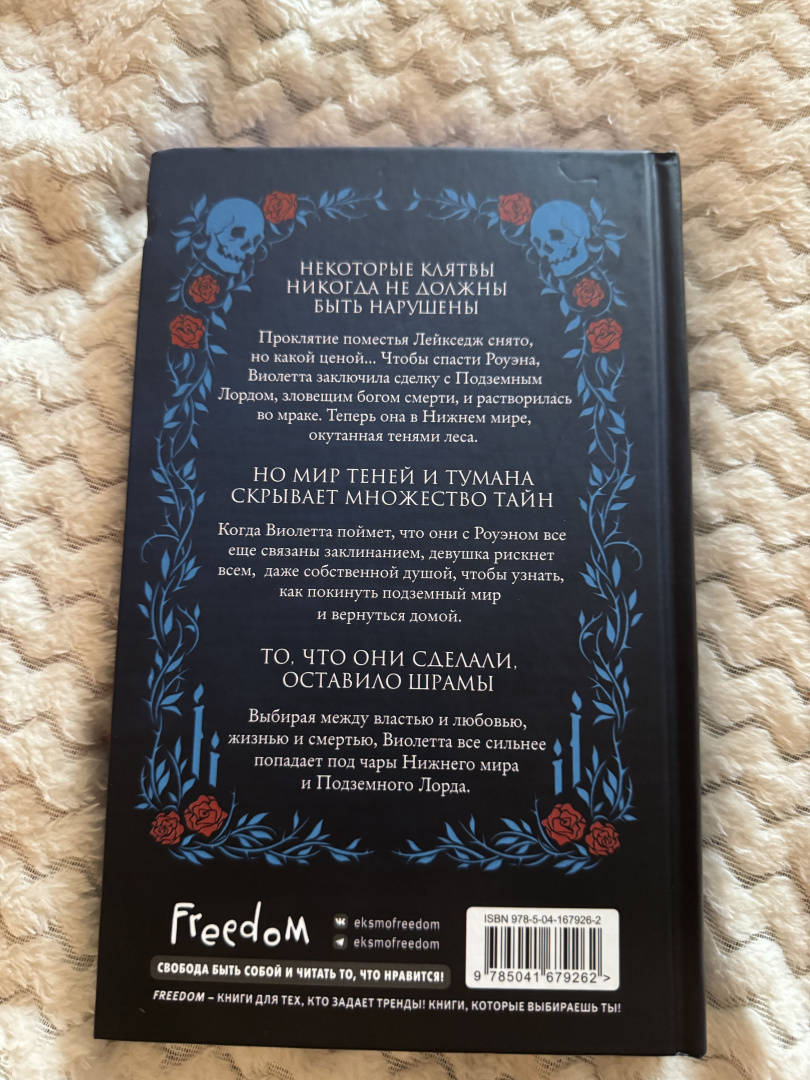 НЕКОТОРЫЕ КЛЯТВЫ
НИКОГДА НЕ ДОЛЖНЫ
БЫТЬ НАРУШЕНЫ
Проклятие поместья Лейкседж снято,
но какой ценой... Чтобы спасти Роуэна,
Виолетта заключила сделку с Подземным
Лордом, зловещим богом смерти, и растворилась
во мраке. Теперь она в Нижнем мире,
окутанная тенями леса.
НО МИР ТЕНЕЙ И ТУМАНА
СКРЫВАЕТ МНОЖЕСТВО ТАЙН
Когда Виолетта поймет, что они с Роуэном все
еще связаны заклинанием, девушка рискнет
всем, даже собственной душой, чтобы узнать,
как покинуть подземный мир
и вернуться домой.
ТО, ЧТО ОНИ СДЕЛАЛИ,
ОСТАВИЛО ШРАМЫ
Выбирая между властью и любовью,
жизнью и смертью, Виолетта все сильнее
попадает под чары Нижнего мира
и Подземного Лорда.
Freedom
eksmofreedom
eksmofreedom
СВОБОДА БЫТЬ СОБОЙ И ЧИТАТЬ ТО, ЧТО НРАВИТСЯ!
FREEDOM – КНИГИ ДЛЯ ТЕХ, КТО ЗАДАЕТ ТРЕНДЫ! КНИГИ, КОТОРЫЕ ВЫБИРАЕШЬ ТЫ!
ISBN 978-5-04-167926-2
9 785041 679262 >